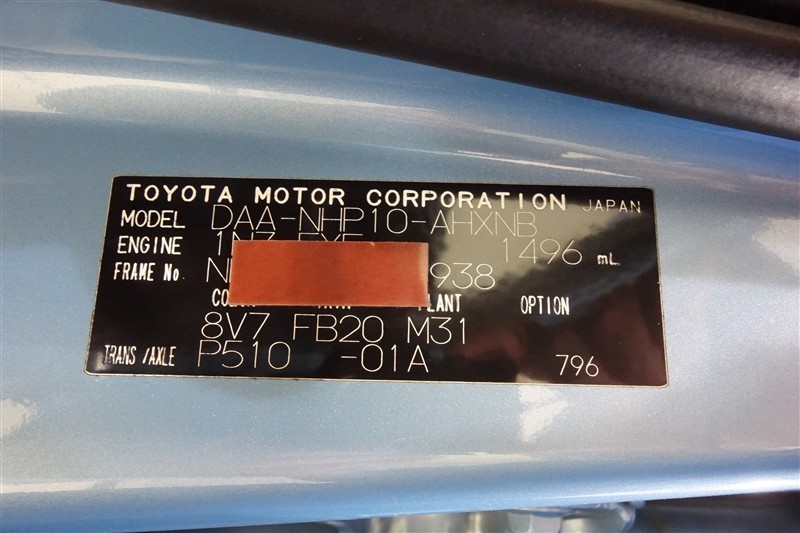 TOYOTA MOTOR CORPORATION JAPAN
MODEL DAA-NHP10-AHXNB
ENGINE 1496 mL
FRAME No. 938
PLANT OPTION
8V7 FB20 M31
TRANS/AXLE P510 -01A 796